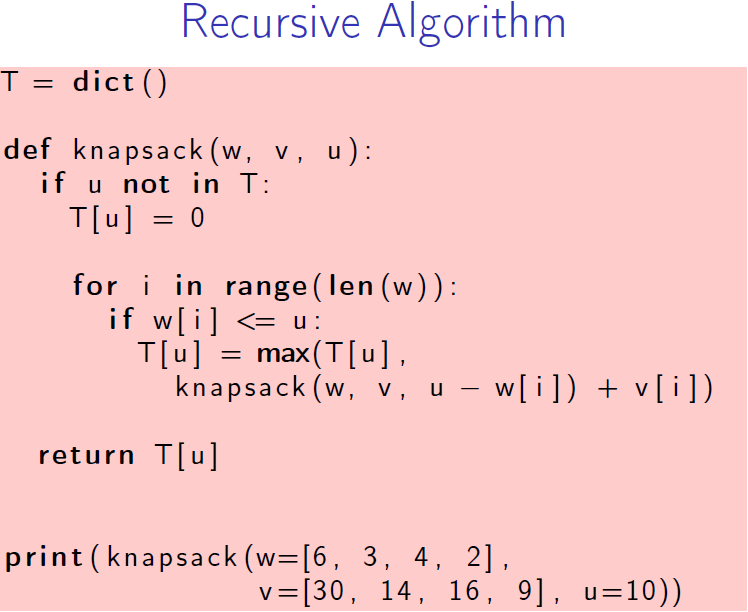 Recursive Algorithm
T = dict()
def knapsack(w, v, u):
if u not in T:
T[u] = 0
for i in range(len(w)):
if w[i] <= u:
T[u] = max(T[u],
knapsack(w, v, u − w[i]) + v[i])
return T[u]
print(knapsack(w=[6, 3, 4, 2],
v=[30, 14, 16, 9], u=10))